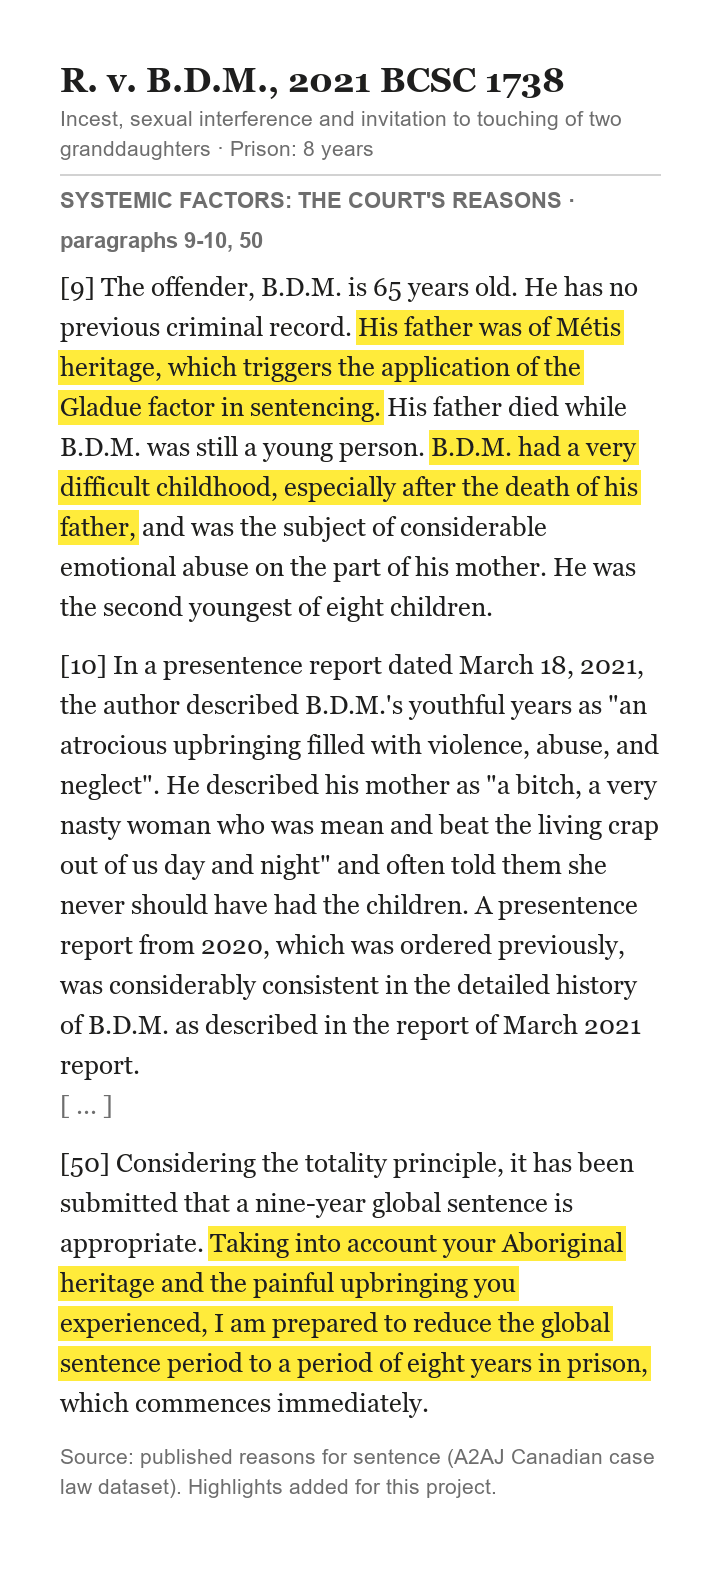 R. v. B.D.M., 2021 BCSC 1738
Incest, sexual interference and invitation to touching of two
granddaughters · Prison: 8 years
SYSTEMIC FACTORS: THE COURT'S REASONS ·
paragraphs 9-10, 50
[9] The offender, B.D.M. is 65 years old. He has no
previous criminal record. His father was of Métis
heritage, which triggers the application of the
Gladue factor in sentencing. His father died while
B.D.M. was still a young person. B.D.M. had a very
difficult childhood, especially after the death of his
father, and was the subject of considerable
emotional abuse on the part of his mother. He was
the second youngest of eight children.
[10] In a presentence report dated March 18, 2021,
the author described B.D.M.'s youthful years as "an
atrocious upbringing filled with violence, abuse, and
neglect". He described his mother as "a bitch, a very
nasty woman who was mean and beat the living crap
out of us day and night" and often told them she
never should have had the children. A presentence
report from 2020, which was ordered previously,
was considerably consistent in the detailed history
of B.D.M. as described in the report of March 2021
report.
[ ... ]
[50] Considering the totality principle, it has been
submitted that a nine-year global sentence is
appropriate. Taking into account your Aboriginal
heritage and the painful upbringing you
experienced, I am prepared to reduce the global
sentence period to a period of eight years in prison,
which commences immediately.
Source: published reasons for sentence (A2AJ Canadian case
law dataset). Highlights added for this project.